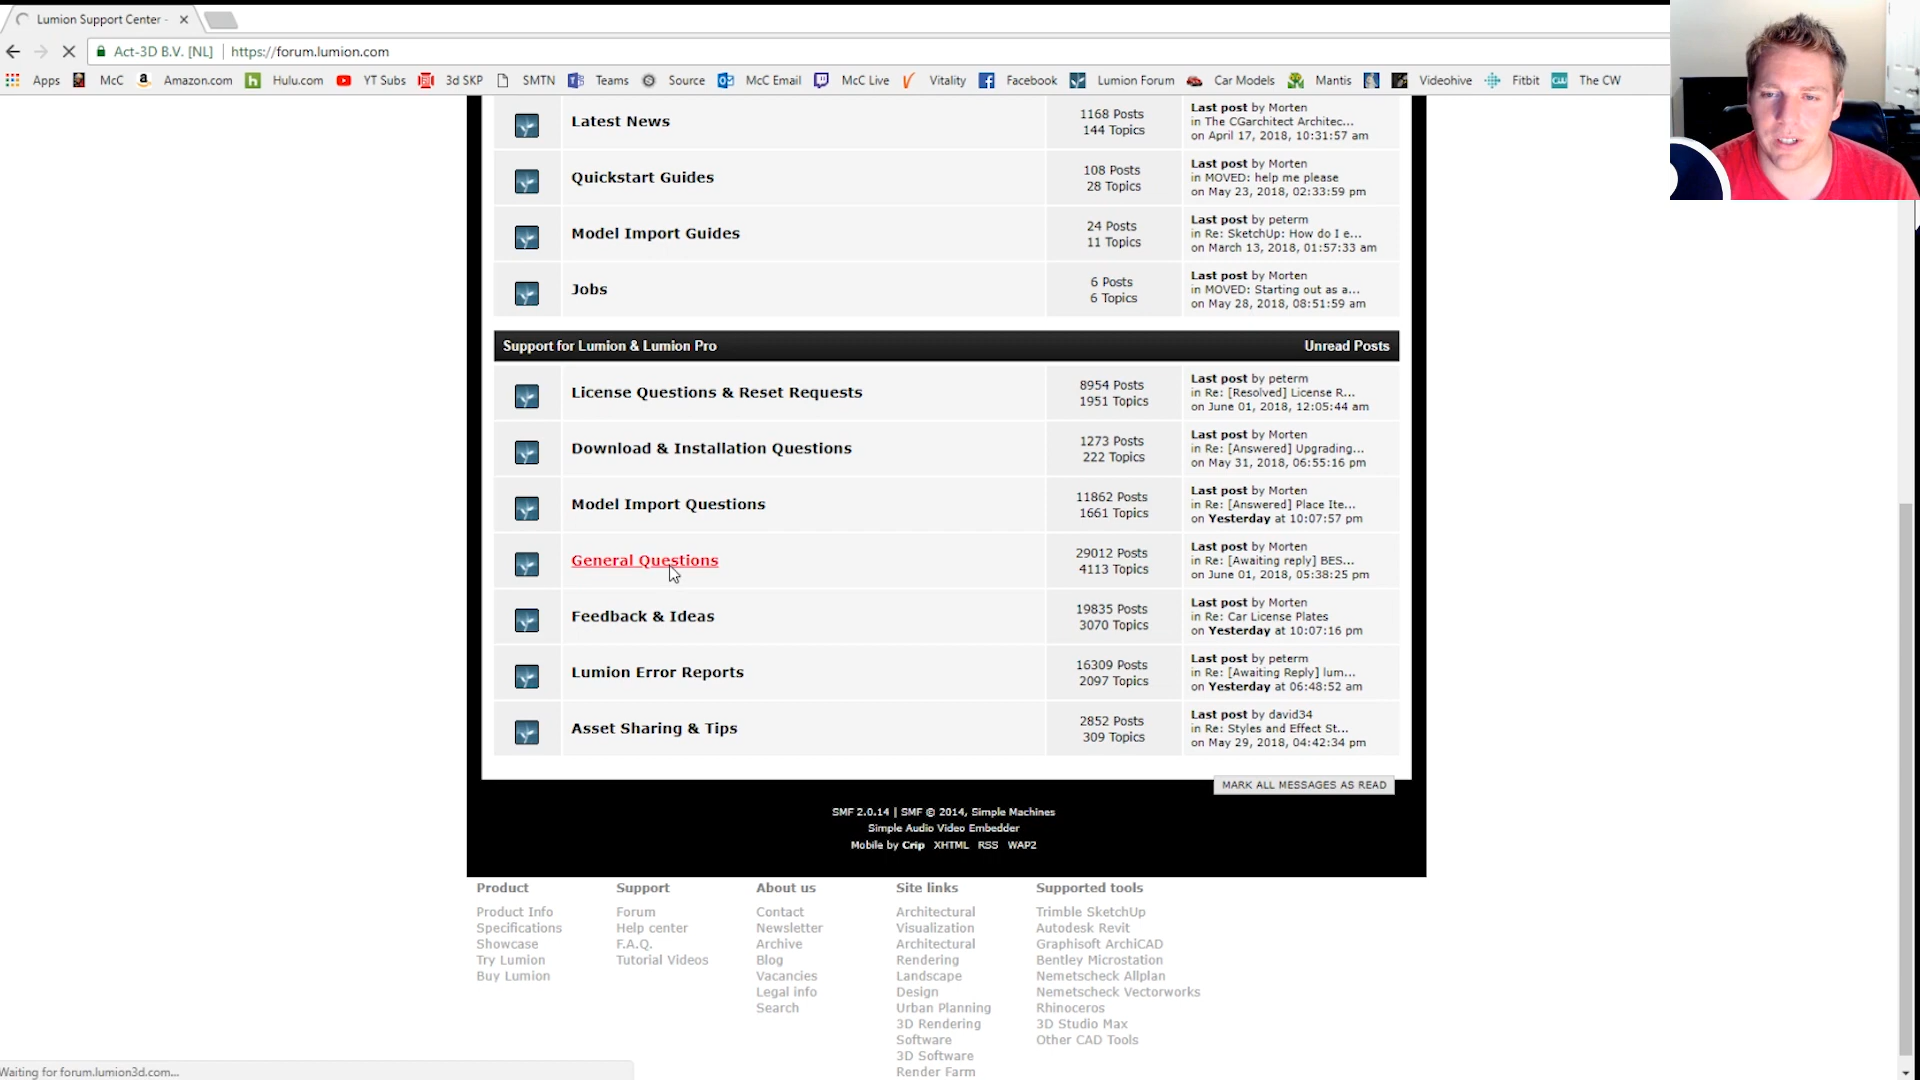 Lumion Support Center -
Act-3D B.V. [NL] https://forum.lumion.com
Apps McC Amazon.com Hulu.com YT Subs 3d SKP SMTN Teams Source McC Email McC Live Vitality Facebook Lumion Forum Car Models Mantis Videohive Fitbit The CW
Latest News
1168 Posts
144 Topics
Last post by Morten
in The CGarchitect Architec...
on April 17, 2018, 10:31:57 am
Quickstart Guides
108 Posts
28 Topics
Last post by Morten
in MOVED: help me please
on May 23, 2018, 02:33:59 pm
Model Import Guides
24 Posts
11 Topics
Last post by peterm
in Re: SketchUp: How do I e...
on March 13, 2018, 01:57:33 am
Jobs
6 Posts
6 Topics
Last post by Morten
in MOVED: Starting out as a...
on May 28, 2018, 08:51:59 am
Support for Lumion & Lumion Pro Unread Posts
License Questions & Reset Requests
8954 Posts
1951 Topics
Last post by peterm
in Re: [Resolved] License R...
on June 01, 2018, 12:05:44 am
Download & Installation Questions
1273 Posts
222 Topics
Last post by Morten
in Re: [Answered] Upgrading...
on May 31, 2018, 06:55:16 pm
Model Import Questions
11862 Posts
1661 Topics
Last post by Morten
in Re: [Answered] Place Ite...
on Yesterday at 10:07:57 pm
General Questions
29012 Posts
4113 Topics
Last post by Morten
in Re: [Awaiting reply] BES...
on June 01, 2018, 05:38:25 pm
Feedback & Ideas
19835 Posts
3070 Topics
Last post by Morten
in Re: Car License Plates
on Yesterday at 10:07:16 pm
Lumion Error Reports
16309 Posts
2097 Topics
Last post by peterm
in Re: [Awaiting Reply] lum...
on Yesterday at 06:48:52 am
Asset Sharing & Tips
2852 Posts
309 Topics
Last post by david34
in Re: Styles and Effect St...
on May 29, 2018, 04:42:34 pm
MARK ALL MESSAGES AS READ
SMF 2.0.14 | SMF © 2014, Simple Machines
Simple Audio Video Embedder
Mobile by Crip XHTML RSS WAP2
Product
Product Info
Specifications
Showcase
Try Lumion
Buy Lumion
Support
Forum
Help center
F.A.Q.
Tutorial Videos
About us
Contact
Newsletter
Archive
Blog
Vacancies
Legal info
Search
Site links
Architectural
Visualization
Architectural
Rendering
Landscape
Design
Urban Planning
3D Rendering
Software
3D Software
Render Farm
Supported tools
Trimble SketchUp
Autodesk Revit
Graphisoft ArchiCAD
Bentley Microstation
Nemetscheck Allplan
Nemetscheck Vectorworks
Rhinoceros
3D Studio Max
Other CAD Tools
Waiting for forum.lumion3d.com...